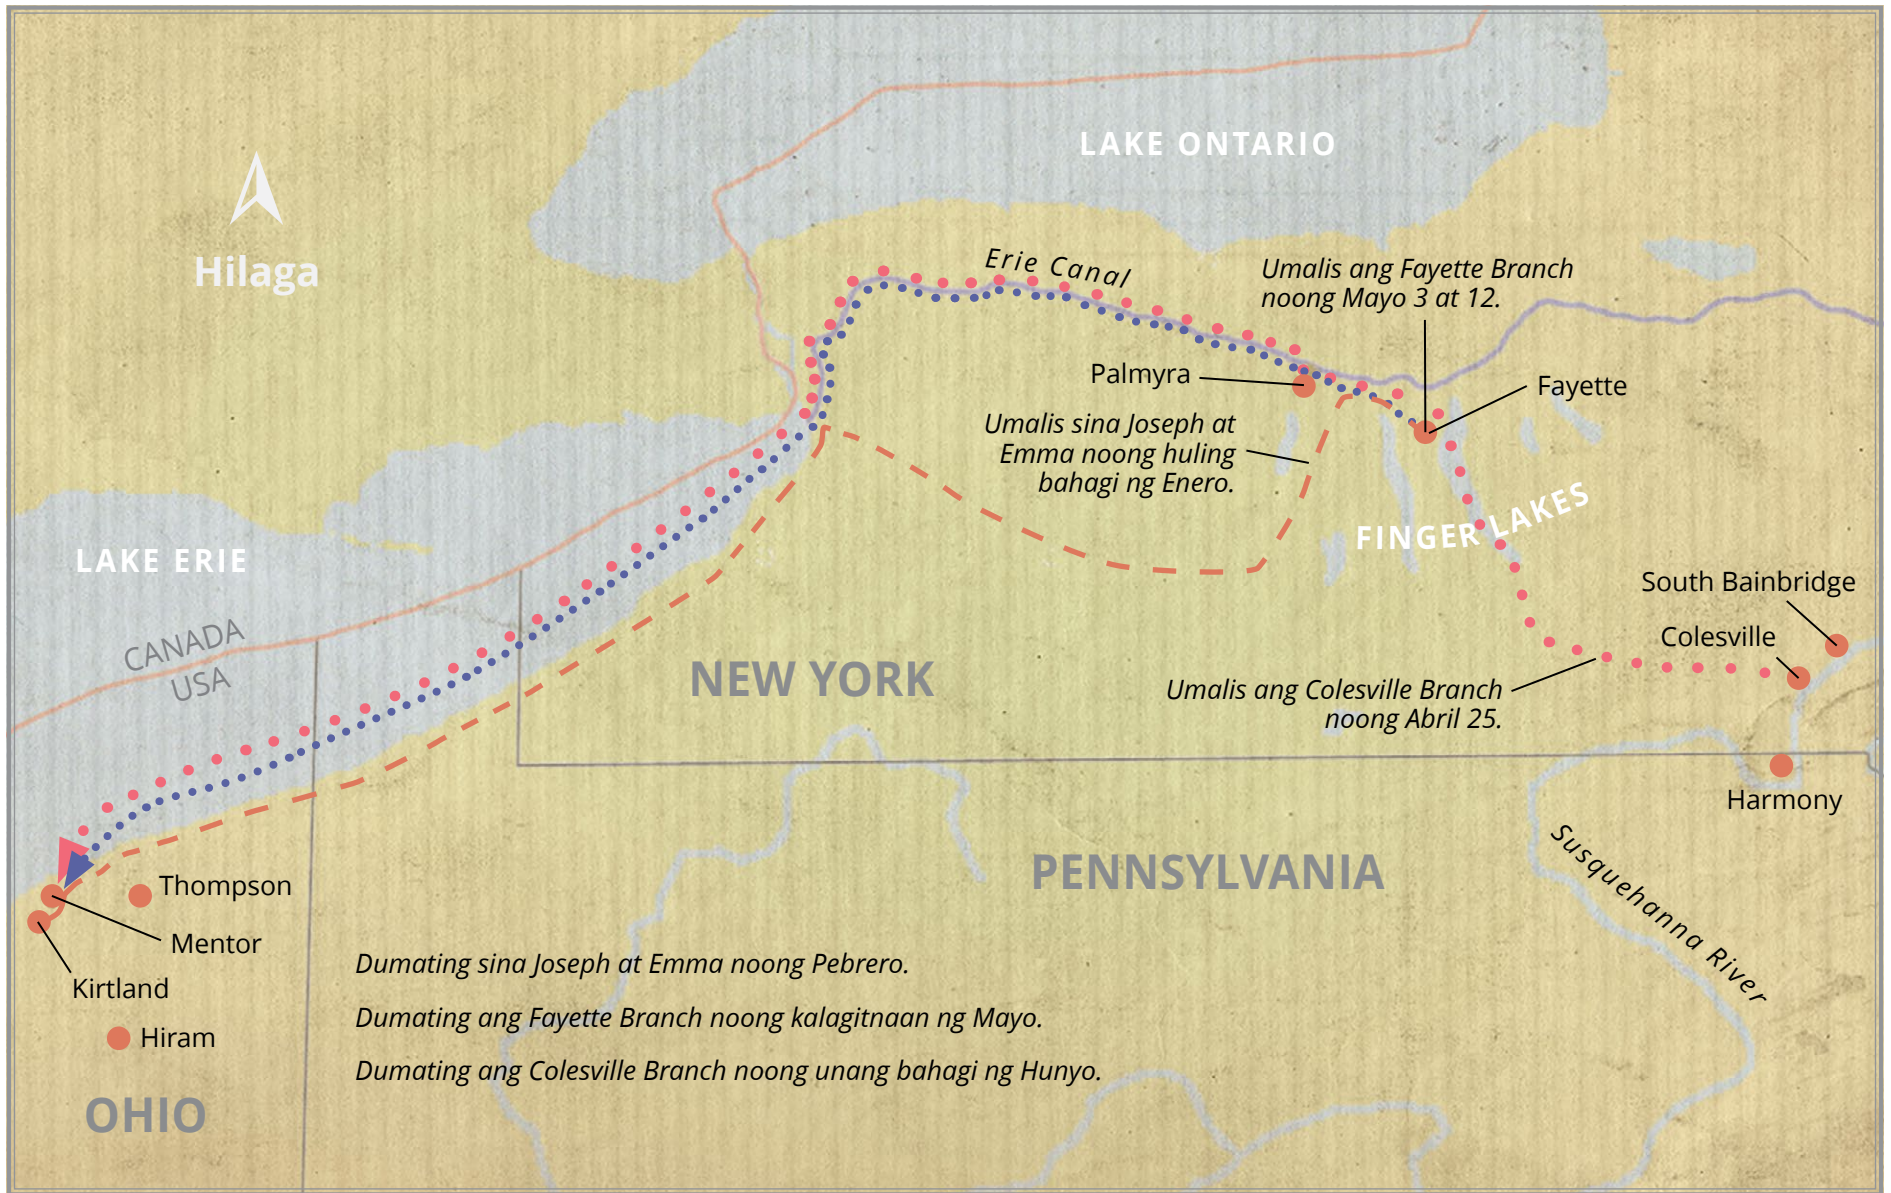 LAKE ONTARIO
Hilaga
Erie Canal
Umalis ang Fayette Branch
noong Mayo 3 at 12.
Palmyra
Fayette
Umalis sina Joseph at
Emma noong huling
bahagi ng Enero.
FINGER LAKES
LAKE ERIE
South Bainbridge
Colesville
CANADA
USA
NEW YORK
Umalis ang Colesville Branch
noong Abril 25.
Harmony
PENNSYLVANIA
Susquehanna River
Thompson
Mentor
Kirtland
Hiram
OHIO
Dumating sina Joseph at Emma noong Pebrero.
Dumating ang Fayette Branch noong kalagitnaan ng Mayo.
Dumating ang Colesville Branch noong unang bahagi ng Hunyo.